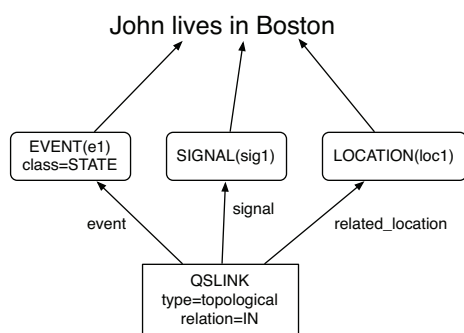 John lives in Boston
EVENT(e1)
class=STATE
SIGNAL(sig1)
LOCATION(loc1)
event
signal
related_location
QSLINK
type=topological
relation=IN